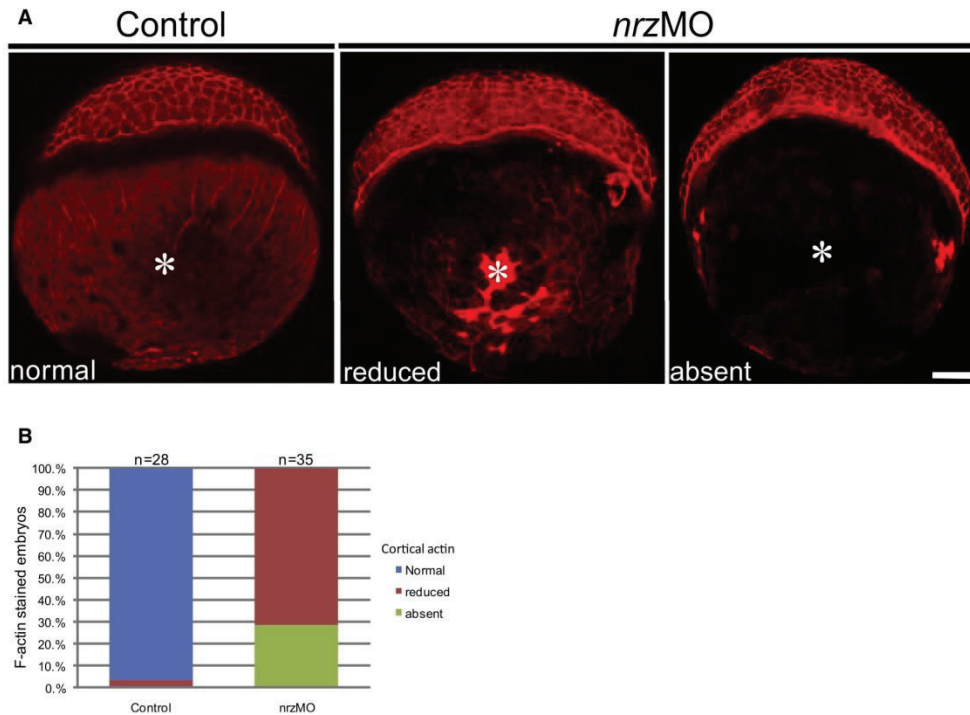 A
Control
nrzMO
*
*
*
normal
reduced
absent
B
n=28
n=35
100.%
90.%
80.%
70.%
60.%
50.%
40.%
30.%
20.%
10.%
0.%
F-actin stained embryos
Control
nrzMO
Cortical actin
Normal
reduced
absent